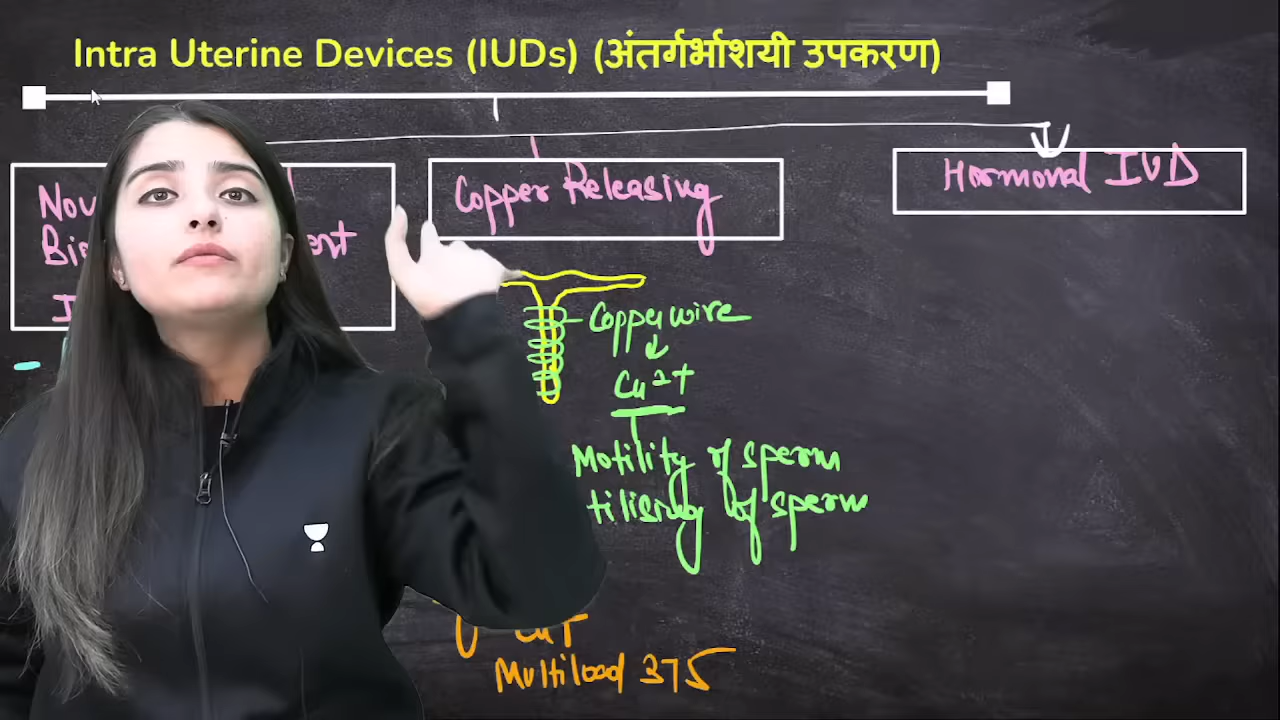 Intra Uterine Devices (IUDs) (अंतर्गर्भाशयी उपकरण)
Copper Releasing
Hormonal IUD
Copper wire
Cu2+
Motility of sperm
of sperm
CuT
Multiload 375